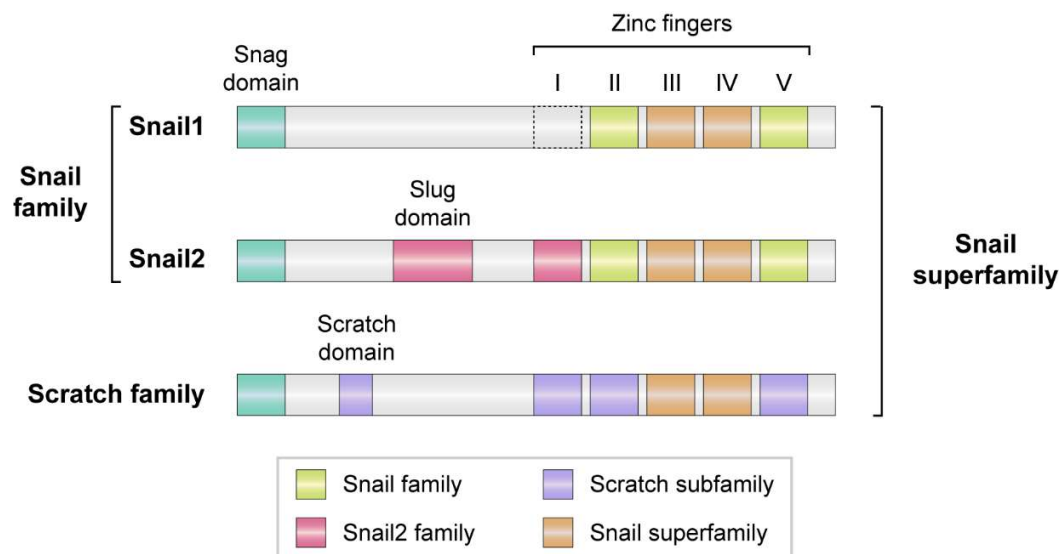 Zinc fingers
Snag
domain
I II III IV V
Snail1
Snail
family
Slug
domain
Snail2
Snail
superfamily
Scratch
domain
Scratch family
Snail family
Scratch subfamily
Snail2 family
Snail superfamily